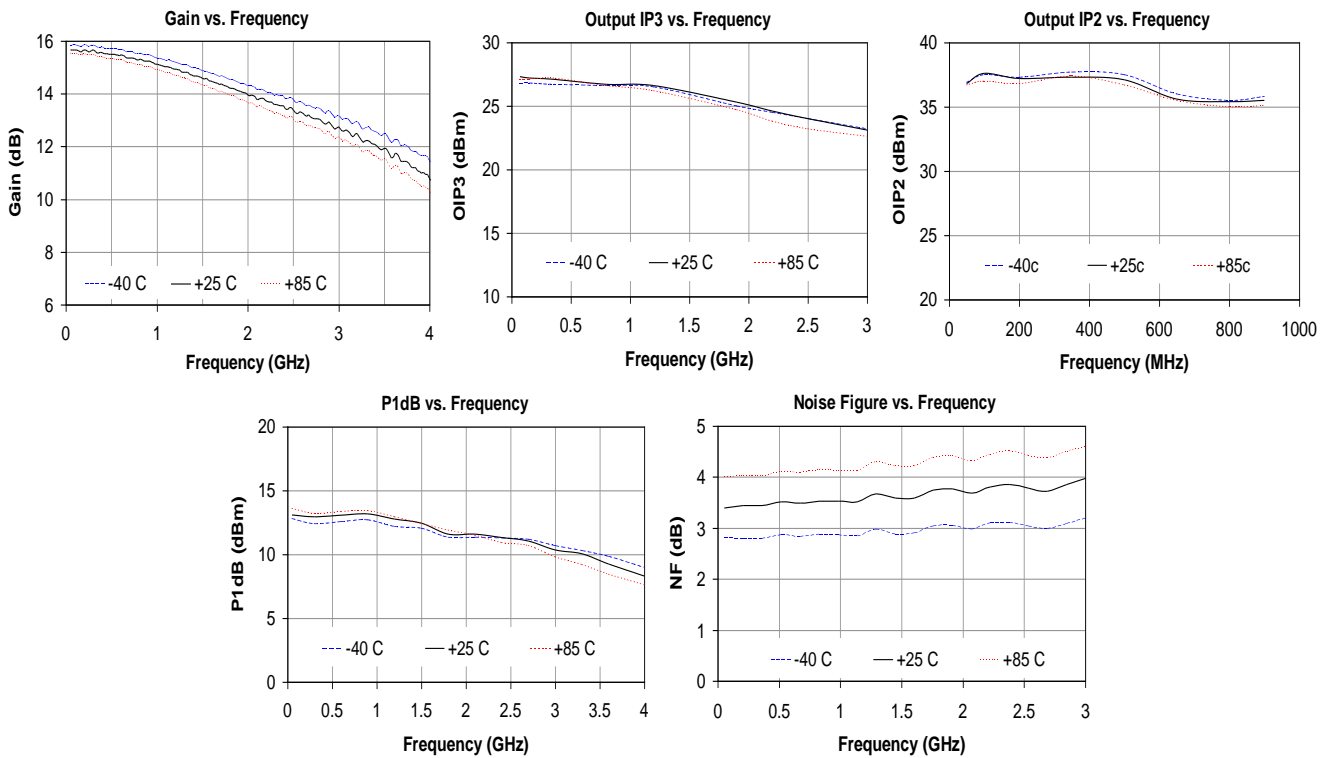 Gain vs. Frequency
16
14
12
10
8
6
Gain (dB)
-40 C +25 C +85 C
0 1 2 3 4
Frequency (GHz)
Output IP3 vs. Frequency
30
25
20
15
10
OIP3 (dBm)
-40 C +25 C +85 C
0 0.5 1 1.5 2 2.5 3
Frequency (GHz)
Output IP2 vs. Frequency
40
35
30
25
20
OIP2 (dBm)
-40c +25c +85c
0 200 400 600 800 1000
Frequency (MHz)
P1dB vs. Frequency
20
15
10
5
0
P1dB (dBm)
-40 C +25 C +85 C
0 0.5 1 1.5 2 2.5 3 3.5 4
Frequency (GHz)
Noise Figure vs. Frequency
5
4
3
2
1
0
NF (dB)
-40 C +25 C +85 C
0 0.5 1 1.5 2 2.5 3
Frequency (GHz)